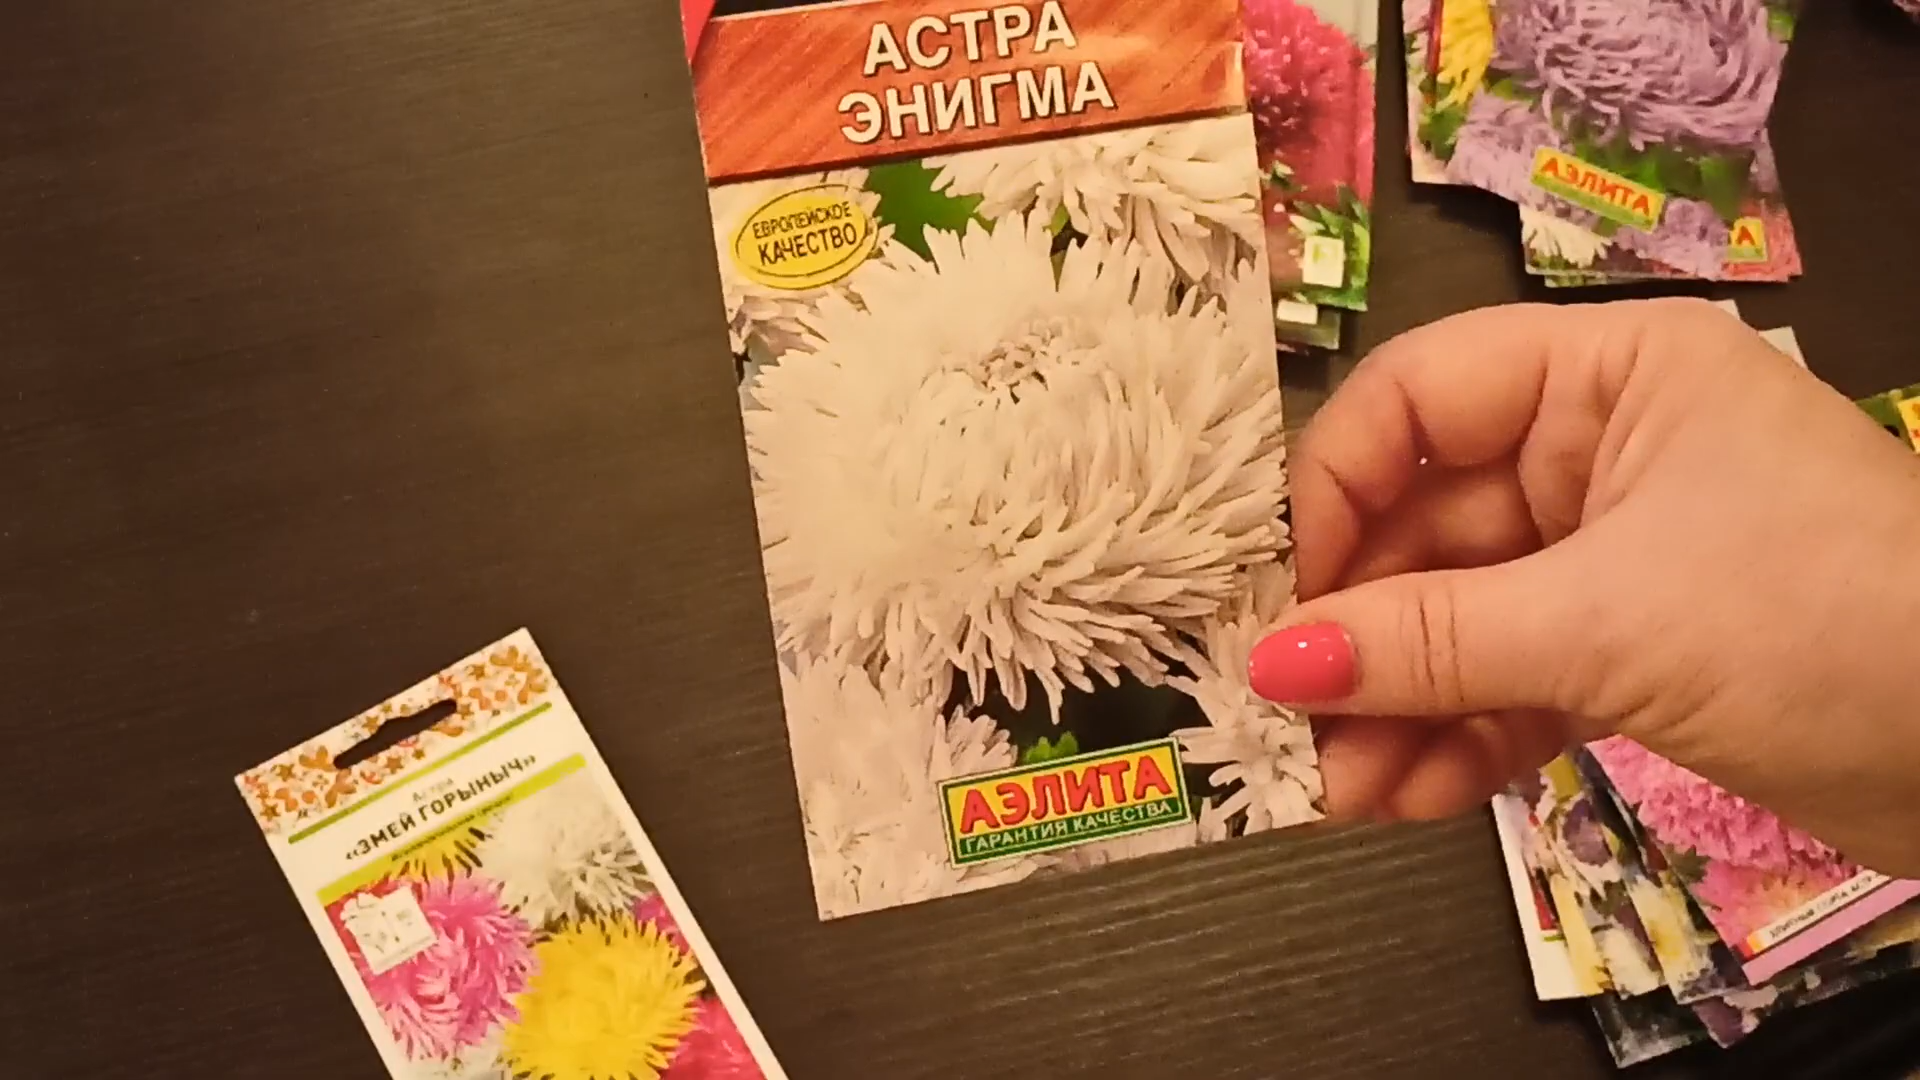 АСТРА
ЭНИГМА
ЕВРОПЕЙСКОЕ
КАЧЕСТВО
АЭЛИТА
ГАРАНТИЯ КАЧЕСТВА
АЭЛИТА
Астра
«ЗМЕЙ ГОРЫНЫЧ»